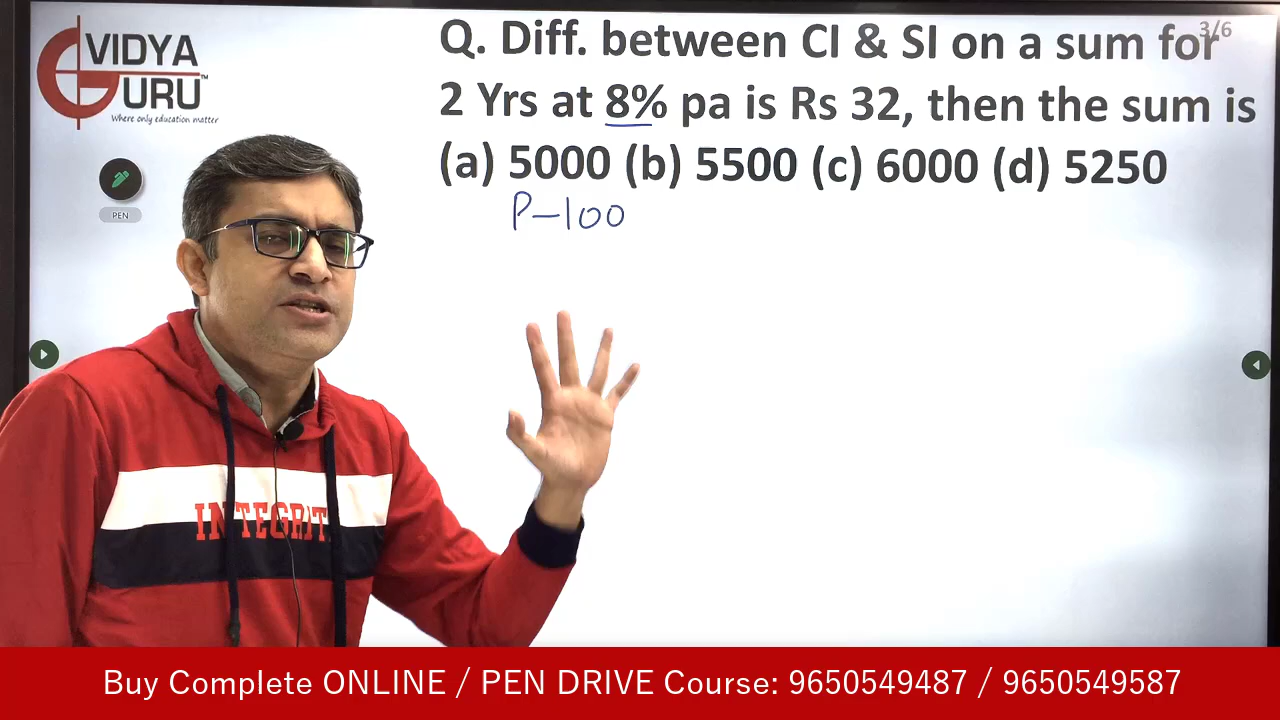 VIDYA
GURU™
Where only education matter
3/6
Q. Diff. between CI & SI on a sum for
2 Yrs at 8% pa is Rs 32, then the sum is
(a) 5000 (b) 5500 (c) 6000 (d) 5250
P-100
PEN
INTEGRIT
Buy Complete ONLINE / PEN DRIVE Course: 9650549487 / 9650549587